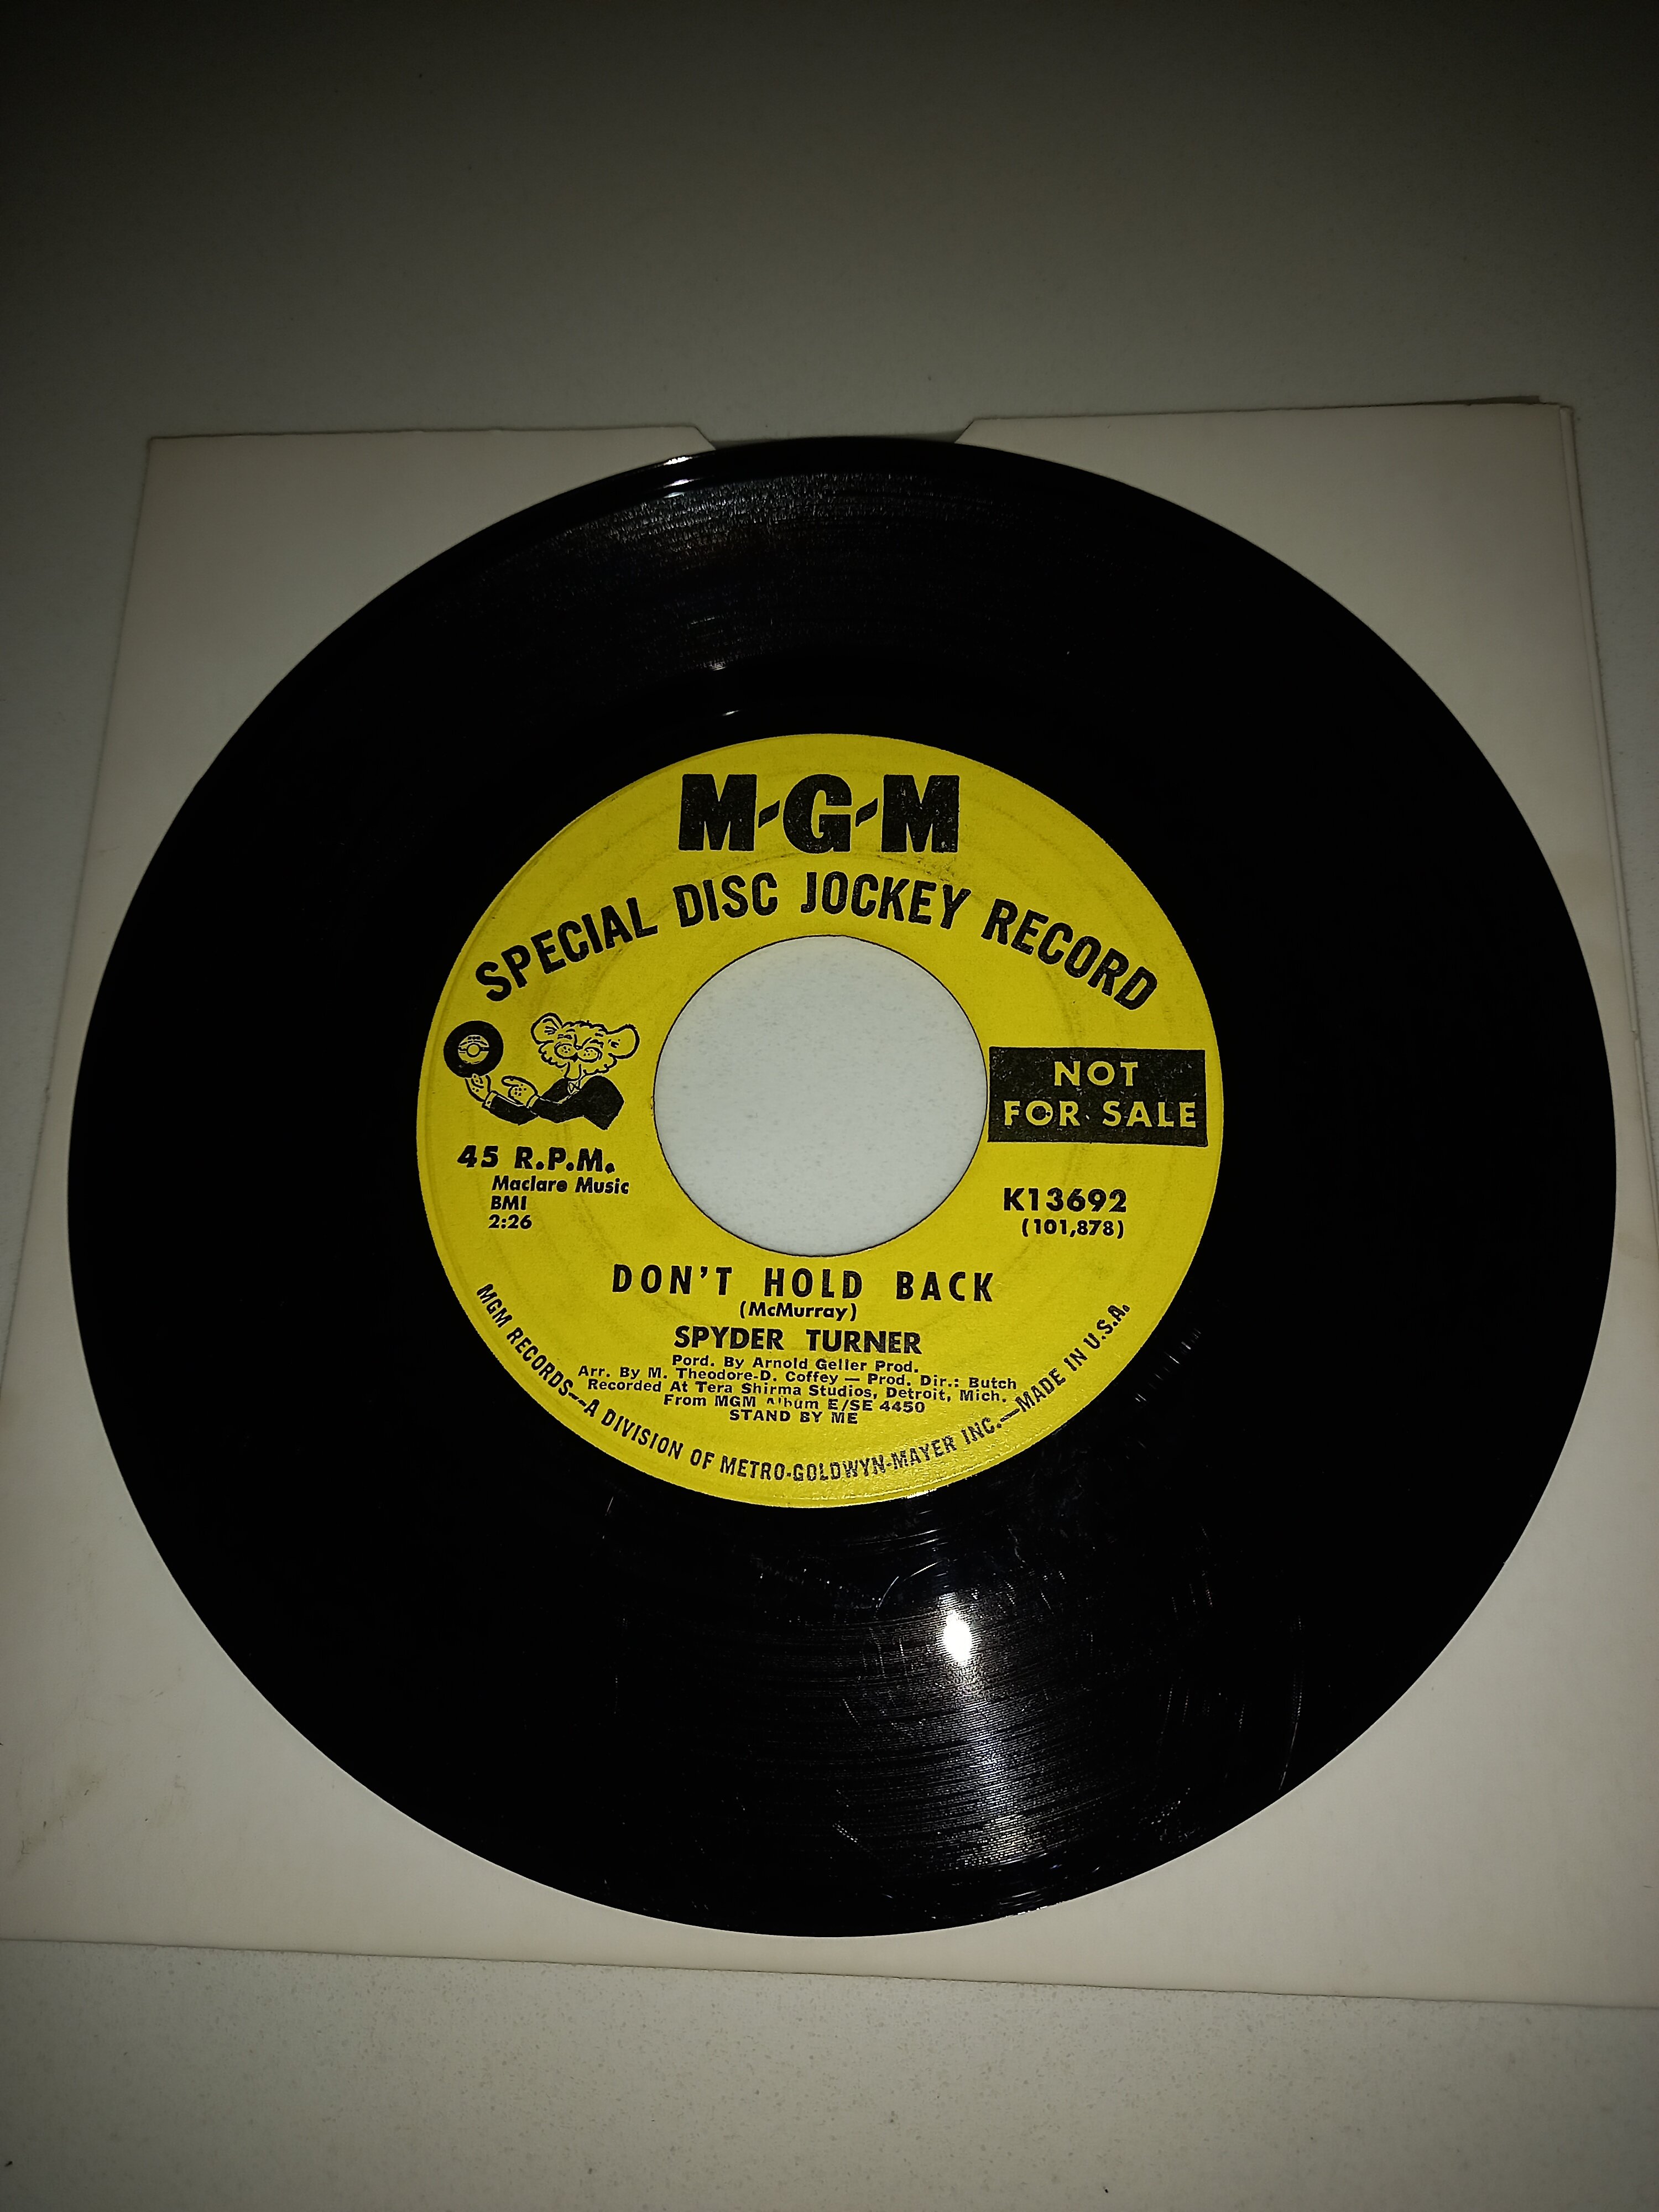 M-G-M
SPECIAL DISC JOCKEY RECORD
NOT
FOR SALE
45 R.P.M.
Maclare Music
BMI
2:26
K13692
(101,878)
DON'T HOLD BACK
(McMurray)
SPYDER TURNER
Pord. By Arnold Geller Prod.
Arr. By M. Theodore-D. Coffey — Prod. Dir.: Butch
Recorded At Tera Shirma Studios, Detroit, Mich.
From MGM Album E/SE 4450
STAND BY ME
MGM RECORDS—A DIVISION OF METRO-GOLDWYN-MAYER INC.—MADE IN U.S.A.